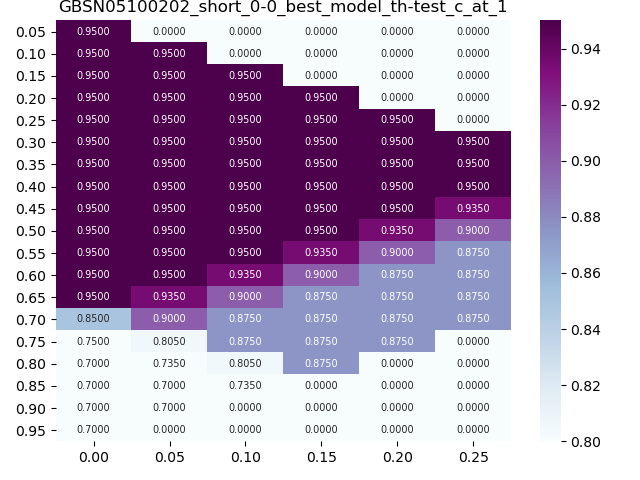 GBSN05100202_short_0-0_best_model_th-test_c_at_1
0.05 0.9500 0.0000 0.0000 0.0000 0.0000 0.0000
0.10 0.9500 0.9500 0.0000 0.0000 0.0000 0.0000
0.15 0.9500 0.9500 0.9500 0.0000 0.0000 0.0000
0.20 0.9500 0.9500 0.9500 0.9500 0.0000 0.0000
0.25 0.9500 0.9500 0.9500 0.9500 0.9500 0.0000
0.30 0.9500 0.9500 0.9500 0.9500 0.9500 0.9500
0.35 0.9500 0.9500 0.9500 0.9500 0.9500 0.9500
0.40 0.9500 0.9500 0.9500 0.9500 0.9500 0.9500
0.45 0.9500 0.9500 0.9500 0.9500 0.9500 0.9350
0.50 0.9500 0.9500 0.9500 0.9500 0.9350 0.9000
0.55 0.9500 0.9500 0.9500 0.9350 0.9000 0.8750
0.60 0.9500 0.9500 0.9350 0.9000 0.8750 0.8750
0.65 0.9500 0.9350 0.9000 0.8750 0.8750 0.8750
0.70 0.8500 0.9000 0.8750 0.8750 0.8750 0.8750
0.75 0.7500 0.8050 0.8750 0.8750 0.8750 0.0000
0.80 0.7000 0.7350 0.8050 0.8750 0.0000 0.0000
0.85 0.7000 0.7000 0.7350 0.0000 0.0000 0.0000
0.90 0.7000 0.7000 0.0000 0.0000 0.0000 0.0000
0.95 0.7000 0.0000 0.0000 0.0000 0.0000 0.0000
0.00 0.05 0.10 0.15 0.20 0.25
0.94
0.92
0.90
0.88
0.86
0.84
0.82
0.80